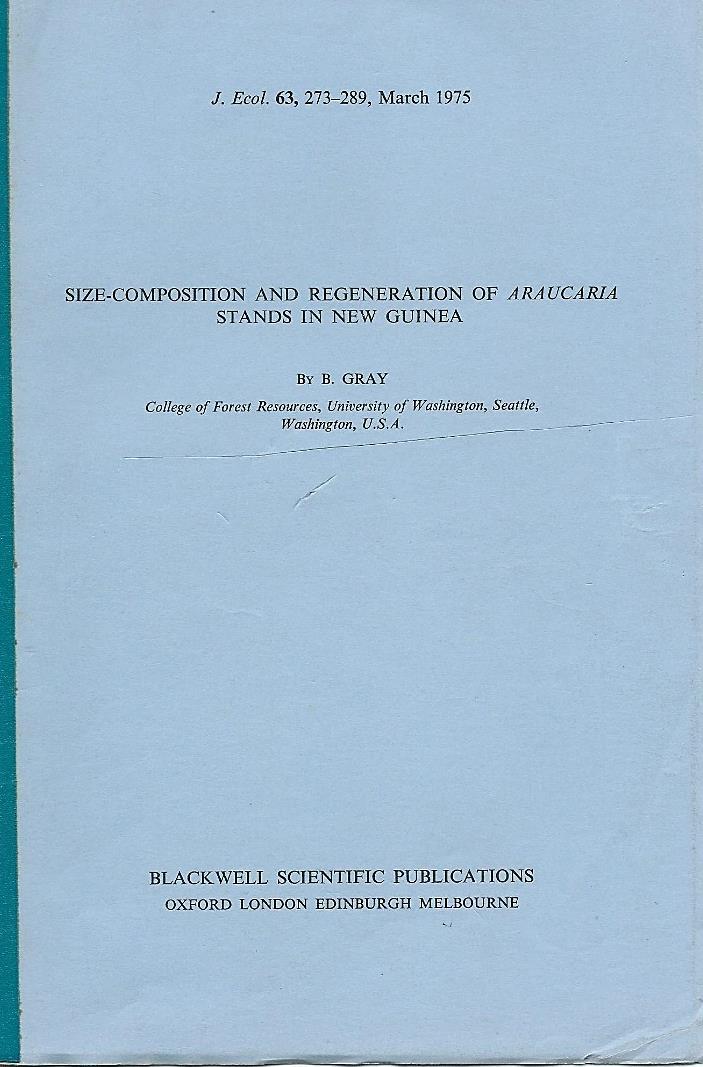 J. Ecol. 63, 273–289, March 1975
SIZE-COMPOSITION AND REGENERATION OF ARAUCARIA
STANDS IN NEW GUINEA
By B. GRAY
College of Forest Resources, University of Washington, Seattle,
Washington, U.S.A.
BLACKWELL SCIENTIFIC PUBLICATIONS
OXFORD LONDON EDINBURGH MELBOURNE